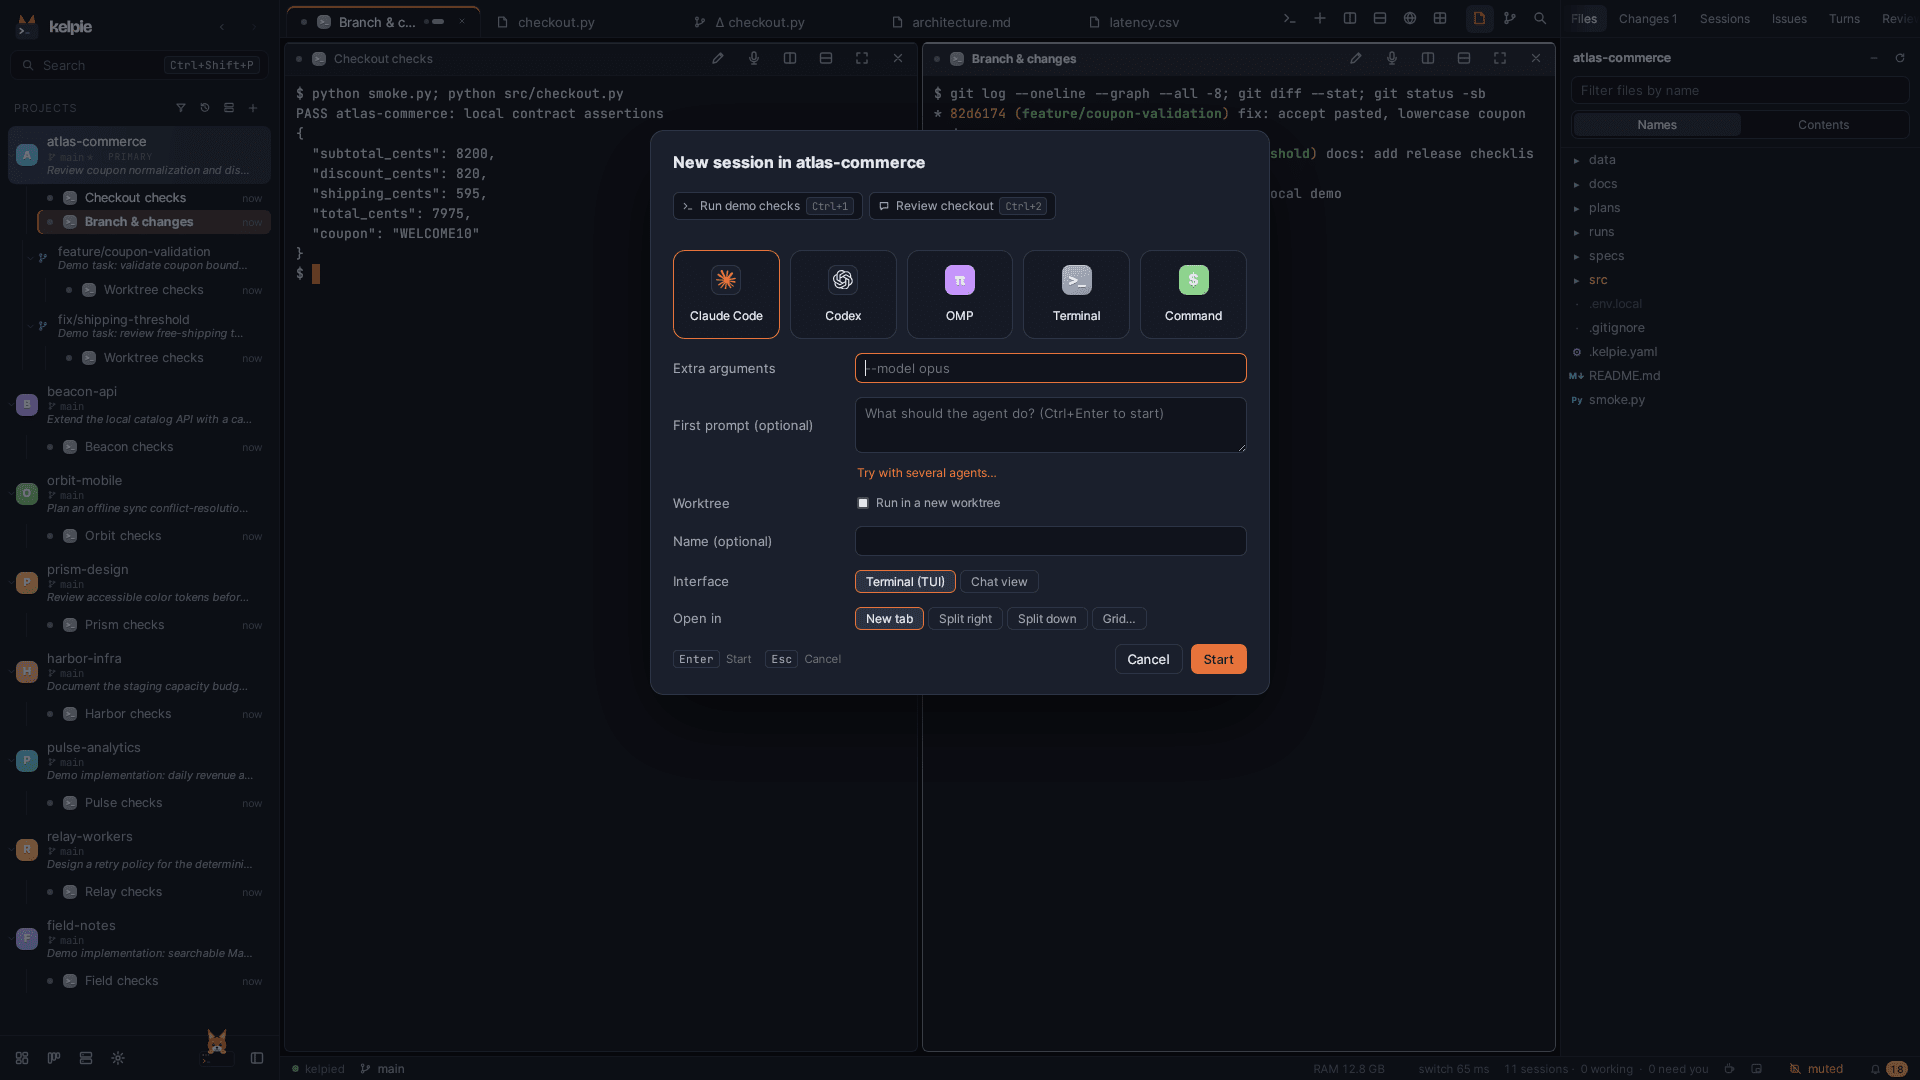 kelpie
Search Ctrl+Shift+P
PROJECTS
A atlas-commerce
main PRIMARY
Review coupon normalization and dis...
Checkout checks now
Branch & changes now
feature/coupon-validation
Demo task: validate coupon bound...
Worktree checks now
fix/shipping-threshold
Demo task: review free-shipping t...
Worktree checks now
B beacon-api
main
Extend the local catalog API with a ca...
Beacon checks now
O orbit-mobile
main
Plan an offline sync conflict-resolutio...
Orbit checks now
P prism-design
main
Review accessible color tokens befor...
Prism checks now
H harbor-infra
main
Document the staging capacity budg...
Harbor checks now
P pulse-analytics
main
Demo implementation: daily revenue a...
Pulse checks now
R relay-workers
main
Design a retry policy for the determini...
Relay checks now
F field-notes
main
Demo implementation: searchable Ma...
Field checks now
Branch & c... × checkout.py Δ checkout.py architecture.md latency.csv
Checkout checks
$ python smoke.py; python src/checkout.py
PASS atlas-commerce: local contract assertions
{
"subtotal_cents": 8200,
"discount_cents": 820,
"shipping_cents": 595,
"total_cents": 7975,
"coupon": "WELCOME10"
}
$
Branch & changes
$ git log --oneline --graph --all -8; git diff --stat; git status -sb
* 82d6174 (feature/coupon-validation) fix: accept pasted, lowercase coupon
shold) docs: add release checklis
ocal demo
New session in atlas-commerce
>_ Run demo checks Ctrl+1 Review checkout Ctrl+2
Claude Code Codex π OMP >_ Terminal $ Command
Extra arguments --model opus
First prompt (optional) What should the agent do? (Ctrl+Enter to start)
Try with several agents...
Worktree Run in a new worktree
Name (optional)
Interface Terminal (TUI) Chat view
Open in New tab Split right Split down Grid...
Enter Start Esc Cancel Cancel Start
Files Changes 1 Sessions Issues Turns Revie
atlas-commerce
Filter files by name
Names Contents
data
docs
plans
runs
specs
src
.env.local
.gitignore
.kelpie.yaml
M↓ README.md
Py smoke.py
kelpied main RAM 12.8 GB switch 65 ms 11 sessions · 0 working · 0 need you muted 18